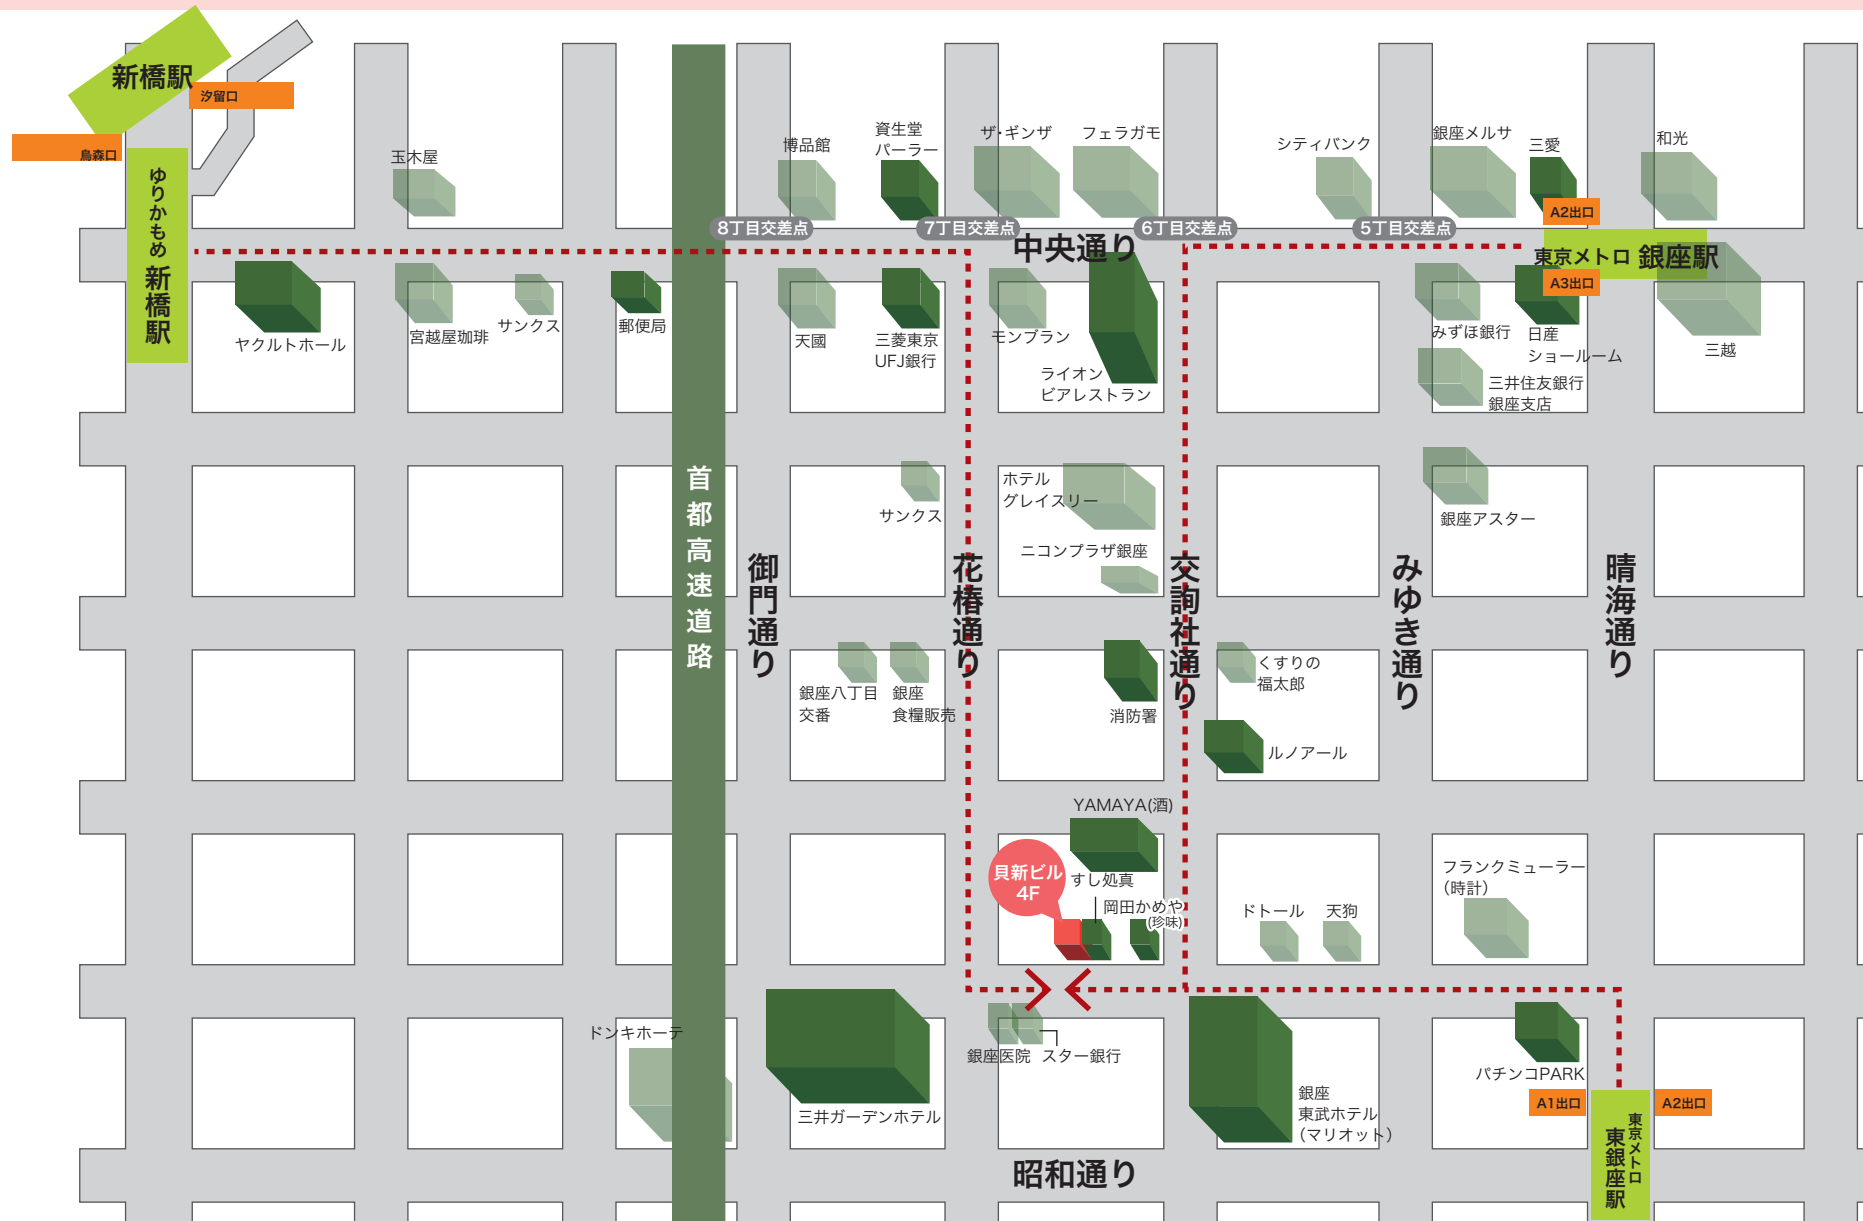 新橋駅
汐留口
烏森口
ゆりかもめ
新橋駅
玉木屋
博品館
資生堂
パーラー
ザ・ギンザ
フェラガモ
シティバンク
銀座メルサ
三愛
和光
A2出口
8丁目交差点
7丁目交差点
6丁目交差点
5丁目交差点
中央通り
東京メトロ 銀座駅
A3出口
ヤクルトホール
宮越屋珈琲
サンクス
郵便局
天國
三菱東京
UFJ銀行
モンブラン
ライオン
ビアレストラン
みずほ銀行
日産
ショールーム
三越
三井住友銀行
銀座支店
首都高速道路
サンクス
ホテル
グレイスリー
ニコンプラザ銀座
銀座アスター
御門通り
花椿通り
交詢社通り
みゆき通り
晴海通り
銀座八丁目
交番
銀座
食糧販売
消防署
くすりの
福太郎
ルノアール
YAMAYA(酒)
貝新ビル
4F
すし処真
岡田かめや
(珍味)
ドトール
天狗
フランクミューラー
(時計)
ドンキホーテ
三井ガーデンホテル
銀座医院
スター銀行
銀座
東武ホテル
(マリオット)
パチンコPARK
A1出口
A2出口
東京メトロ
東銀座駅
昭和通り